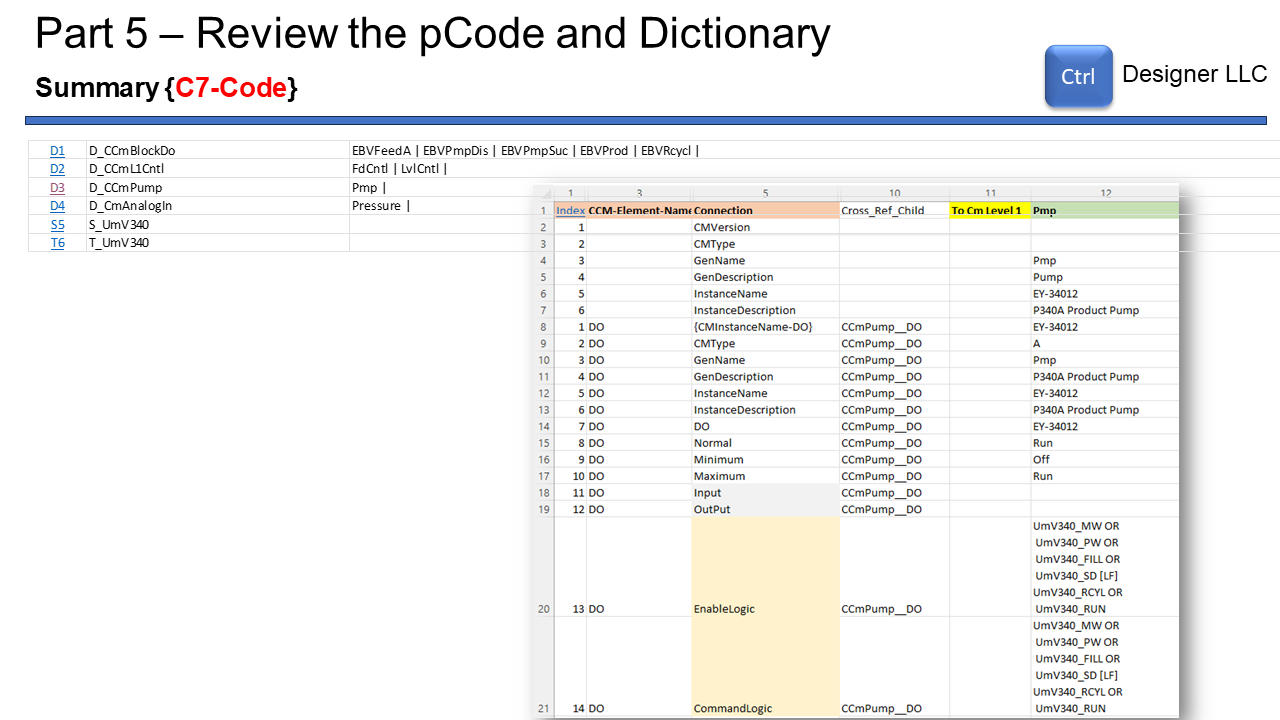 Part 5 – Review the pCode and Dictionary
Summary {C7-Code}
Ctrl Designer LLC
D1 D_CCmBlockDo EBVFeedA | EBVPmpDis | EBVPmpSuc | EBVProd | EBVRcycl |
D2 D_CCmL1Cntl FdCntl | LvlCntl |
D3 D_CCmPump Pmp |
D4 D_CmAnalogIn Pressure |
S5 S_UmV340
T6 T_UmV340
1 3 5 10 11 12
1 Index CCM-Element-Name Connection Cross_Ref_Child To Cm Level 1 Pmp
2 1 CMVersion
3 2 CMType
4 3 GenName Pmp
5 4 GenDescription Pump
6 5 InstanceName EY-34012
7 6 InstanceDescription P340A Product Pump
8 1 DO {CMInstanceName-DO} CCmPump__DO EY-34012
9 2 DO CMType CCmPump__DO A
10 3 DO GenName CCmPump__DO Pmp
11 4 DO GenDescription CCmPump__DO P340A Product Pump
12 5 DO InstanceName CCmPump__DO EY-34012
13 6 DO InstanceDescription CCmPump__DO P340A Product Pump
14 7 DO DO CCmPump__DO EY-34012
15 8 DO Normal CCmPump__DO Run
16 9 DO Minimum CCmPump__DO Off
17 10 DO Maximum CCmPump__DO Run
18 11 DO Input CCmPump__DO
19 12 DO OutPut CCmPump__DO
UmV340_MW OR
UmV340_PW OR
UmV340_FILL OR
UmV340_SD [LF]
UmV340_RCYL OR
20 13 DO EnableLogic CCmPump__DO UmV340_RUN
UmV340_MW OR
UmV340_PW OR
UmV340_FILL OR
UmV340_SD [LF]
UmV340_RCYL OR
21 14 DO CommandLogic CCmPump__DO UmV340_RUN